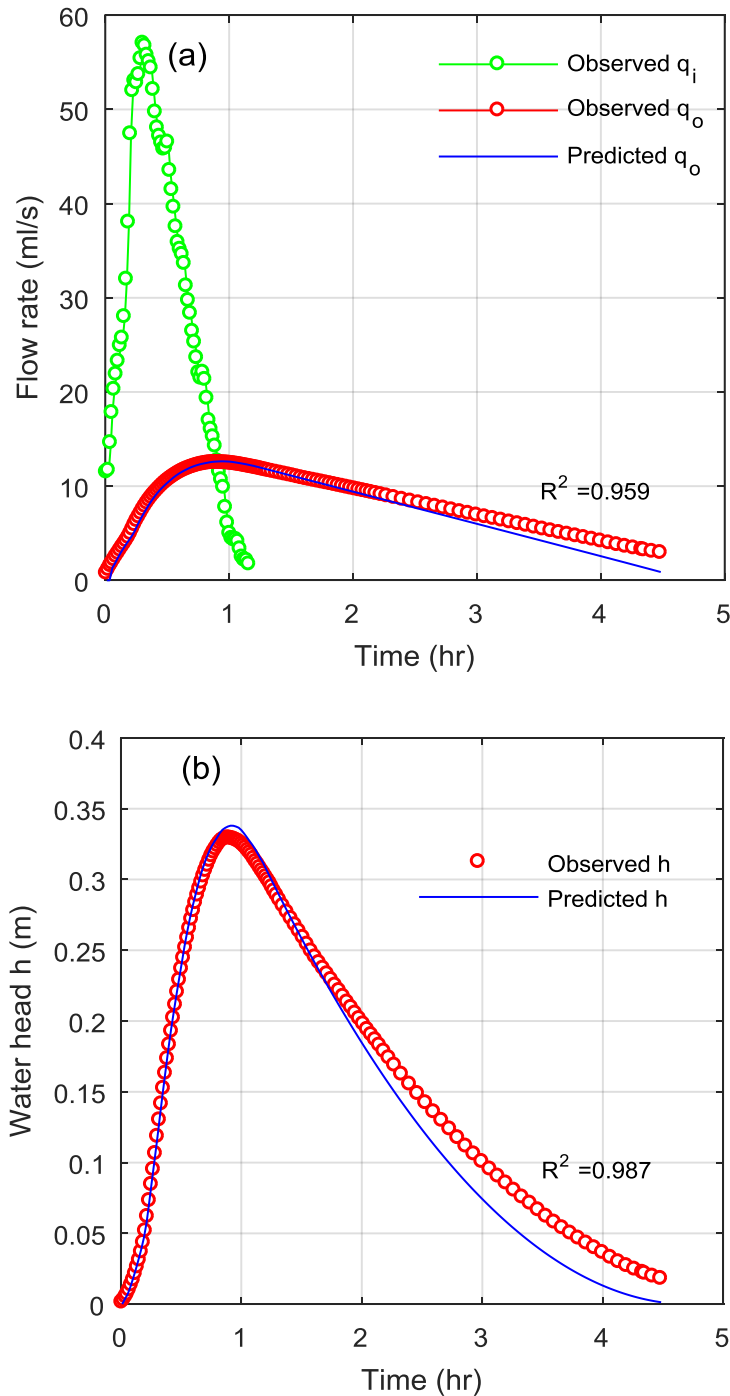 (a)
Observed q_i
Observed q_o
Predicted q_o
R^2 =0.959
Flow rate (ml/s)
60
50
40
30
20
10
0
0 1 2 3 4 5
Time (hr)
(b)
Observed h
Predicted h
R^2 =0.987
Water head h (m)
0.4
0.35
0.3
0.25
0.2
0.15
0.1
0.05
0
0 1 2 3 4 5
Time (hr)